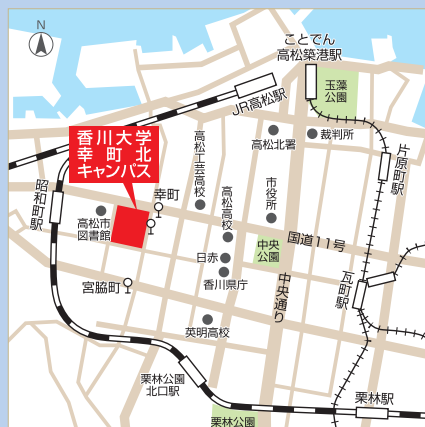 N
ことでん
高松築港駅
玉藻
公園
JR高松駅
高松北署
裁判所
片原町駅
香川大学
幸町北
キャンパス
高松工芸高校
昭和町駅
幸町
高松高校
市役所
高松市
図書館
国道11号
中央
公園
日赤
香川県庁
中央通り
瓦町駅
宮脇町
英明高校
栗林公園
北口駅
栗林駅
栗林公園